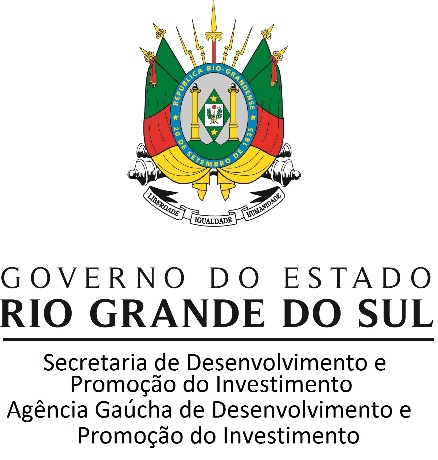 REPÚBLICA RIO-GRANDENSE
20 DE SETEMBRO DE 1835
LIBERDADE IGUALDADE HUMANIDADE
GOVERNO DO ESTADO
RIO GRANDE DO SUL
Secretaria de Desenvolvimento e
Promoção do Investimento
Agência Gaúcha de Desenvolvimento e
Promoção do Investimento